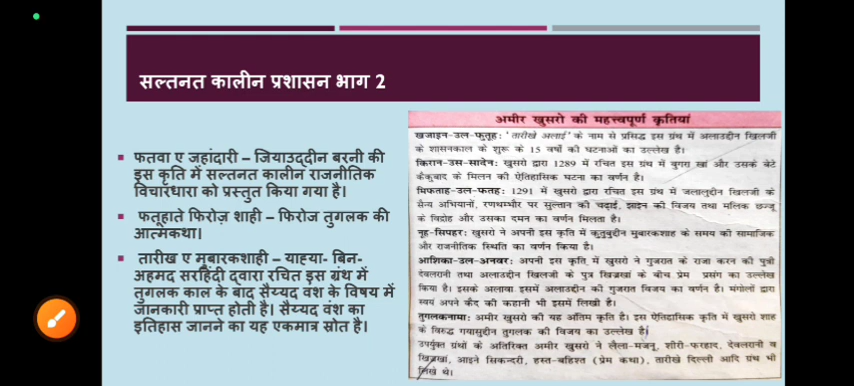 सल्तनत कालीन प्रशासन भाग 2
फतवा ए जहांदारी – जियाउद्दीन बरनी की
इस कृति में सल्तनत कालीन राजनीतिक
विचारधारा को प्रस्तुत किया गया है।
फतूहाते फिरोज़ शाही – फिरोज तुगलक की
आत्मकथा।
तारीख ए मुबारकशाही – याह्या- बिन-
अहमद सरहिंदी द्वारा रचित इस ग्रंथ में
तुगलक काल के बाद सैय्यद वंश के विषय में
जानकारी प्राप्त होती है। सैय्यद वंश का
इतिहास जानने का यह एकमात्र स्रोत है।
अमीर खुसरो की महत्त्वपूर्ण कृतियां
खजाइन-उल-फुतूह: 'तारीखे अलाई' के नाम से प्रसिद्ध इस ग्रंथ में अलाउद्दीन खिलजी
के शासनकाल के शुरू के 15 वर्षों की घटनाओं का उल्लेख है।
किरान-उस-सादेन: खुसरो द्वारा 1289 में रचित इस ग्रंथ में बुगरा खां और उसके बेटे
कैकुबाद के मिलन की ऐतिहासिक घटना का वर्णन है।
मिफताह-उल-फतह: 1291 में खुसरो द्वारा रचित इस ग्रंथ में जलालुद्दीन खिलजी के
सैन्य अभियानों, रणथम्भौर पर सुल्तान की चढ़ाई, झाइन की विजय तथा मलिक छज्जू
के विद्रोह और उसका दमन का वर्णन मिलता है।
नूह-सिपहर: खुसरो ने अपनी इस कृति में कुतुबुद्दीन मुबारकशाह के समय की सामाजिक
और राजनीतिक स्थिति का वर्णन किया है।
आशिका-उल-अनवर: अपनी इस कृति में खुसरो ने गुजरात के राजा करन की पुत्री
देवलरानी तथा अलाउद्दीन खिलजी के पुत्र खिज्रखां के बीच प्रेम प्रसंग का उल्लेख
किया है। इसके अलावा इसमें अलाउद्दीन की गुजरात विजय का वर्णन है। मंगोलों द्वारा
स्वयं अपने कैद की कहानी भी इसमें लिखी है।
तुगलकनामा: अमीर खुसरो की यह अंतिम कृति है। इस ऐतिहासिक कृति में खुसरो शाह
के विरुद्ध गयासुद्दीन तुगलक की विजय का उल्लेख है।
उपर्युक्त ग्रंथों के अतिरिक्त अमीर खुसरो ने लैला-मजनू, शीरी-फरहाद, देवलरानी व
खिज्रखां, आइने सिकन्दरी, हस्त-बहिश्त (प्रेम कथा), तारीखे दिल्ली आदि ग्रंथ भी
लिखे थे।